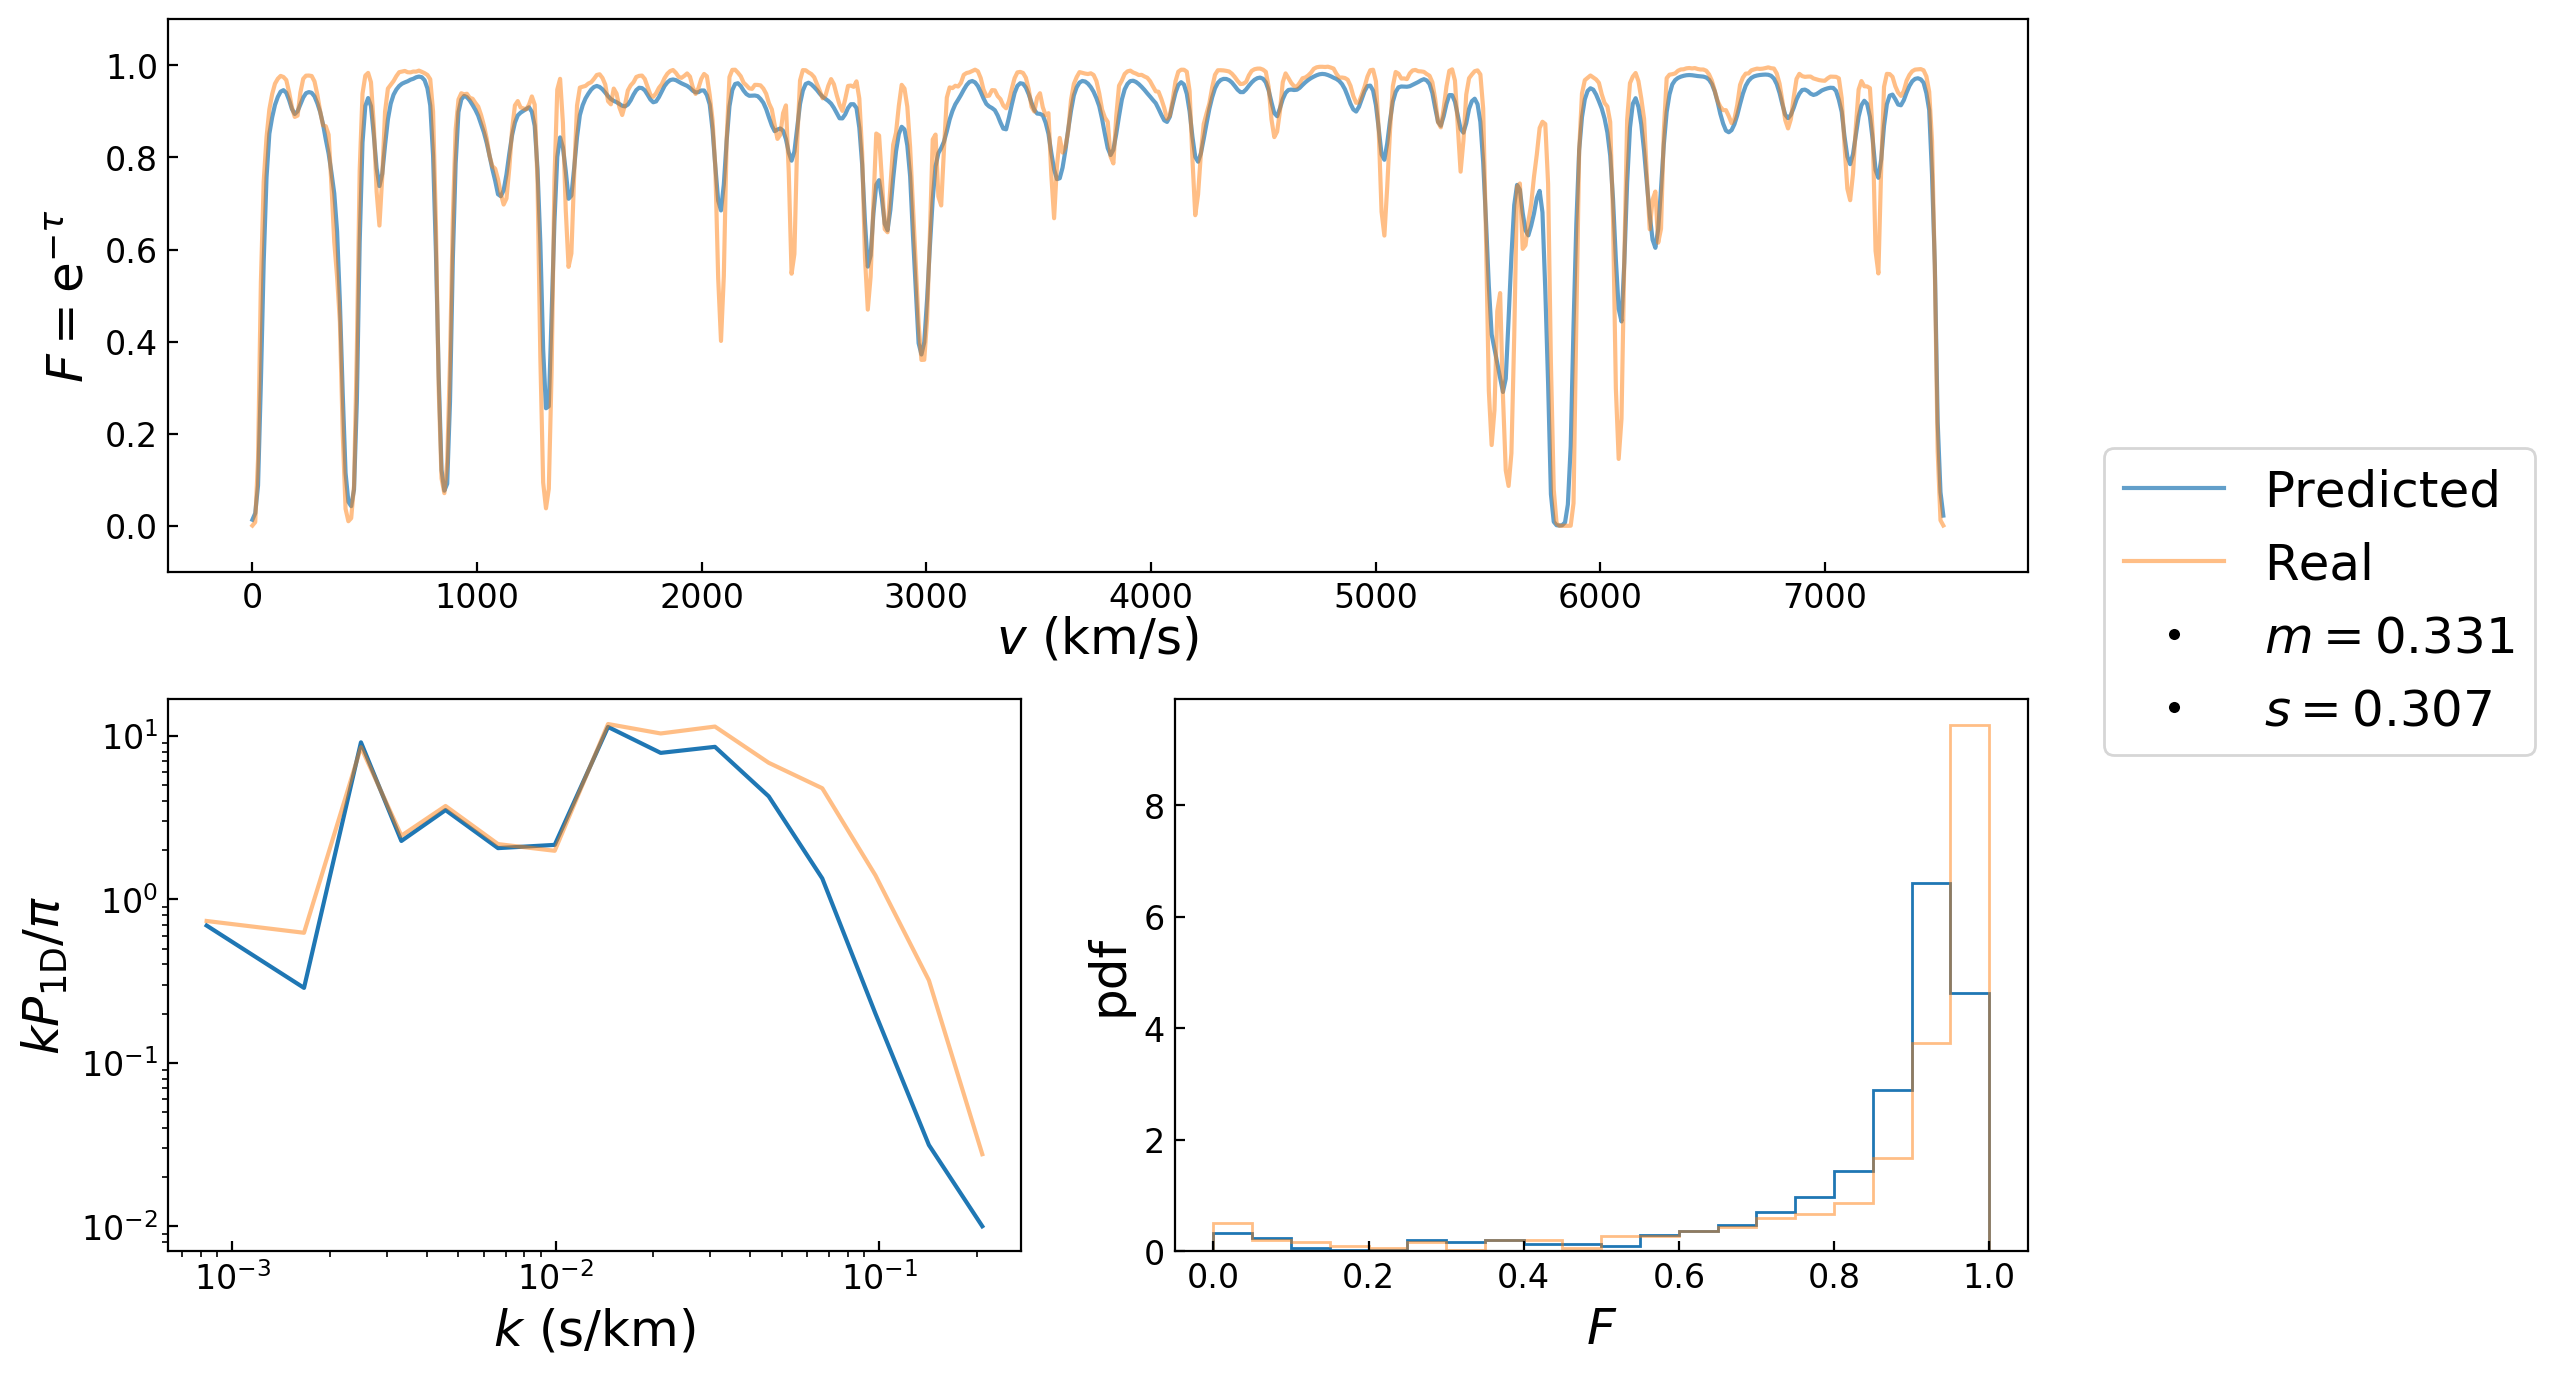 F = e^{-τ}
1.0
0.8
0.6
0.4
0.2
0.0
0 1000 2000 3000 4000 5000 6000 7000
v (km/s)
Predicted
Real
m = 0.331
s = 0.307
kP_{1D}/π
10^1
10^0
10^{-1}
10^{-2}
10^{-3} 10^{-2} 10^{-1}
k (s/km)
pdf
8
6
4
2
0
0.0 0.2 0.4 0.6 0.8 1.0
F